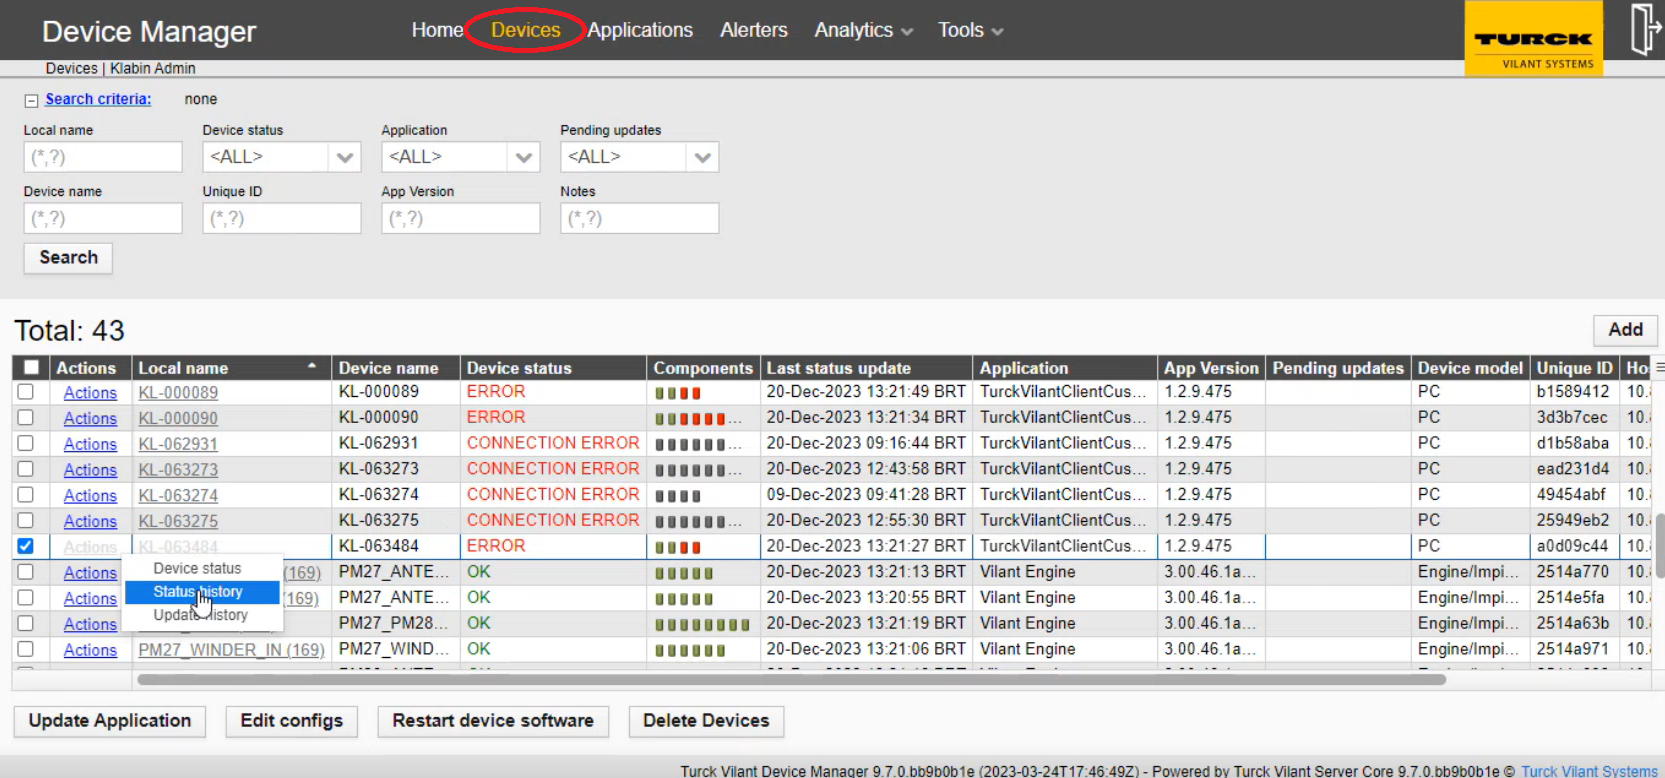 Device Manager
Home Devices Applications Alerters Analytics Tools
TURCK
VILANT SYSTEMS
Devices | Klabin Admin
Search criteria: none
Local name Device status Application Pending updates
(*,?) <ALL> <ALL> <ALL>
Device name Unique ID App Version Notes
(*,?) (*,?) (*,?) (*,?)
Search
Total: 43
Add
Actions Local name Device name Device status Components Last status update Application App Version Pending updates Device model Unique ID Ho
Actions KL-000089 KL-000089 ERROR 20-Dec-2023 13:21:49 BRT TurckVilantClientCus... 1.2.9.475 PC b1589412 10.
Actions KL-000090 KL-000090 ERROR ... 20-Dec-2023 13:21:34 BRT TurckVilantClientCus... 1.2.9.475 PC 3d3b7cec 10.
Actions KL-062931 KL-062931 CONNECTION ERROR ... 20-Dec-2023 09:16:44 BRT TurckVilantClientCus... 1.2.9.475 PC d1b58aba 10.
Actions KL-063273 KL-063273 CONNECTION ERROR ... 20-Dec-2023 12:43:58 BRT TurckVilantClientCus... 1.2.9.475 PC ead231d4 10.
Actions KL-063274 KL-063274 CONNECTION ERROR 09-Dec-2023 09:41:28 BRT TurckVilantClientCus... 1.2.9.475 PC 49454abf 10.
Actions KL-063275 KL-063275 CONNECTION ERROR ... 20-Dec-2023 12:55:30 BRT TurckVilantClientCus... 1.2.9.475 PC 25949eb2 10.
Actions KL-063484 KL-063484 ERROR 20-Dec-2023 13:21:27 BRT TurckVilantClientCus... 1.2.9.475 PC a0d09c44 10.
Device status
Status history
Update history
Actions (169) PM27_ANTE... OK 20-Dec-2023 13:21:13 BRT Vilant Engine 3.00.46.1a... Engine/Impi... 2514a770 10.
Actions (169) PM27_ANTE... OK 20-Dec-2023 13:20:55 BRT Vilant Engine 3.00.46.1a... Engine/Impi... 2514e5fa 10.
Actions PM27_PM28... OK 20-Dec-2023 13:21:19 BRT Vilant Engine 3.00.46.1a... Engine/Impi... 2514a63b 10.
Actions PM27_WINDER_IN (169) PM27_WIND... OK 20-Dec-2023 13:21:06 BRT Vilant Engine 3.00.46.1a... Engine/Impi... 2514a971 10.
Update Application Edit configs Restart device software Delete Devices
Turck Vilant Device Manager 9.7.0.bb9b0b1e (2023-03-24T17:46:49Z) - Powered by Turck Vilant Server Core 9.7.0.bb9b0b1e © Turck Vilant Systems